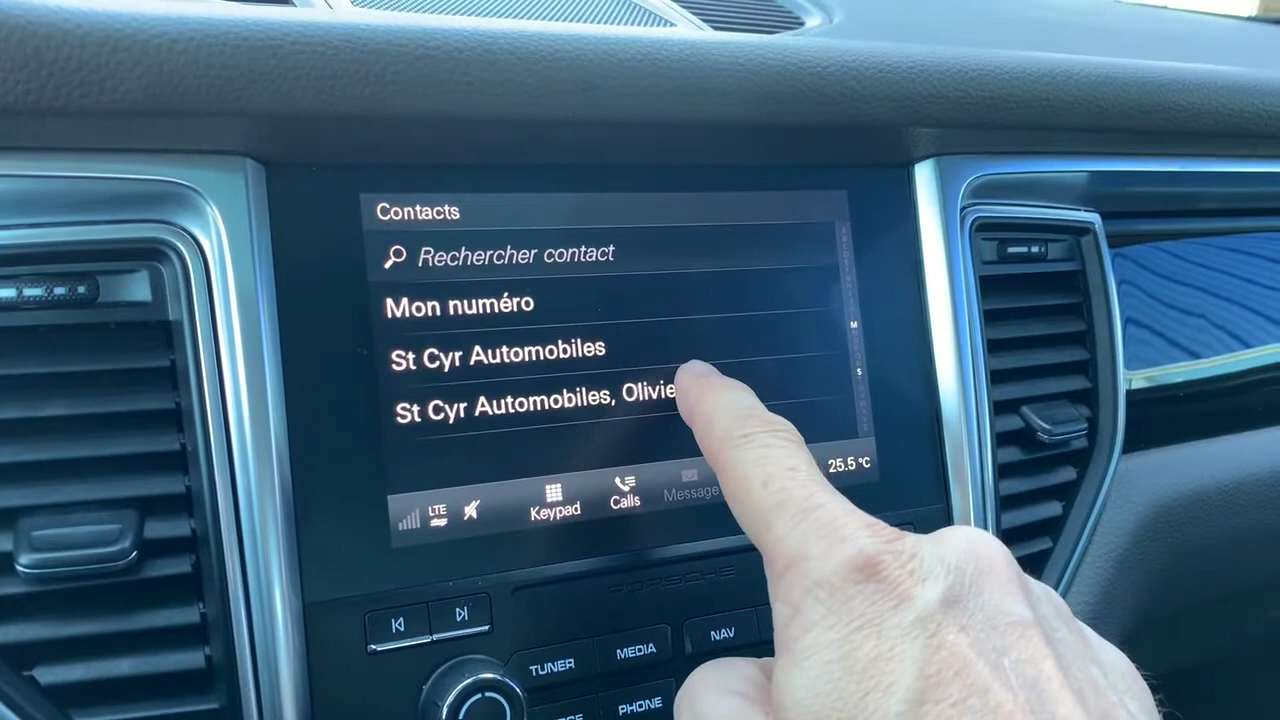 Contacts
Rechercher contact
Mon numéro
St Cyr Automobiles
St Cyr Automobiles, Olivie
M
S
25.5 °C
LTE
Keypad
Calls
Message
PORSCHE
TUNER
MEDIA
NAV
PHONE